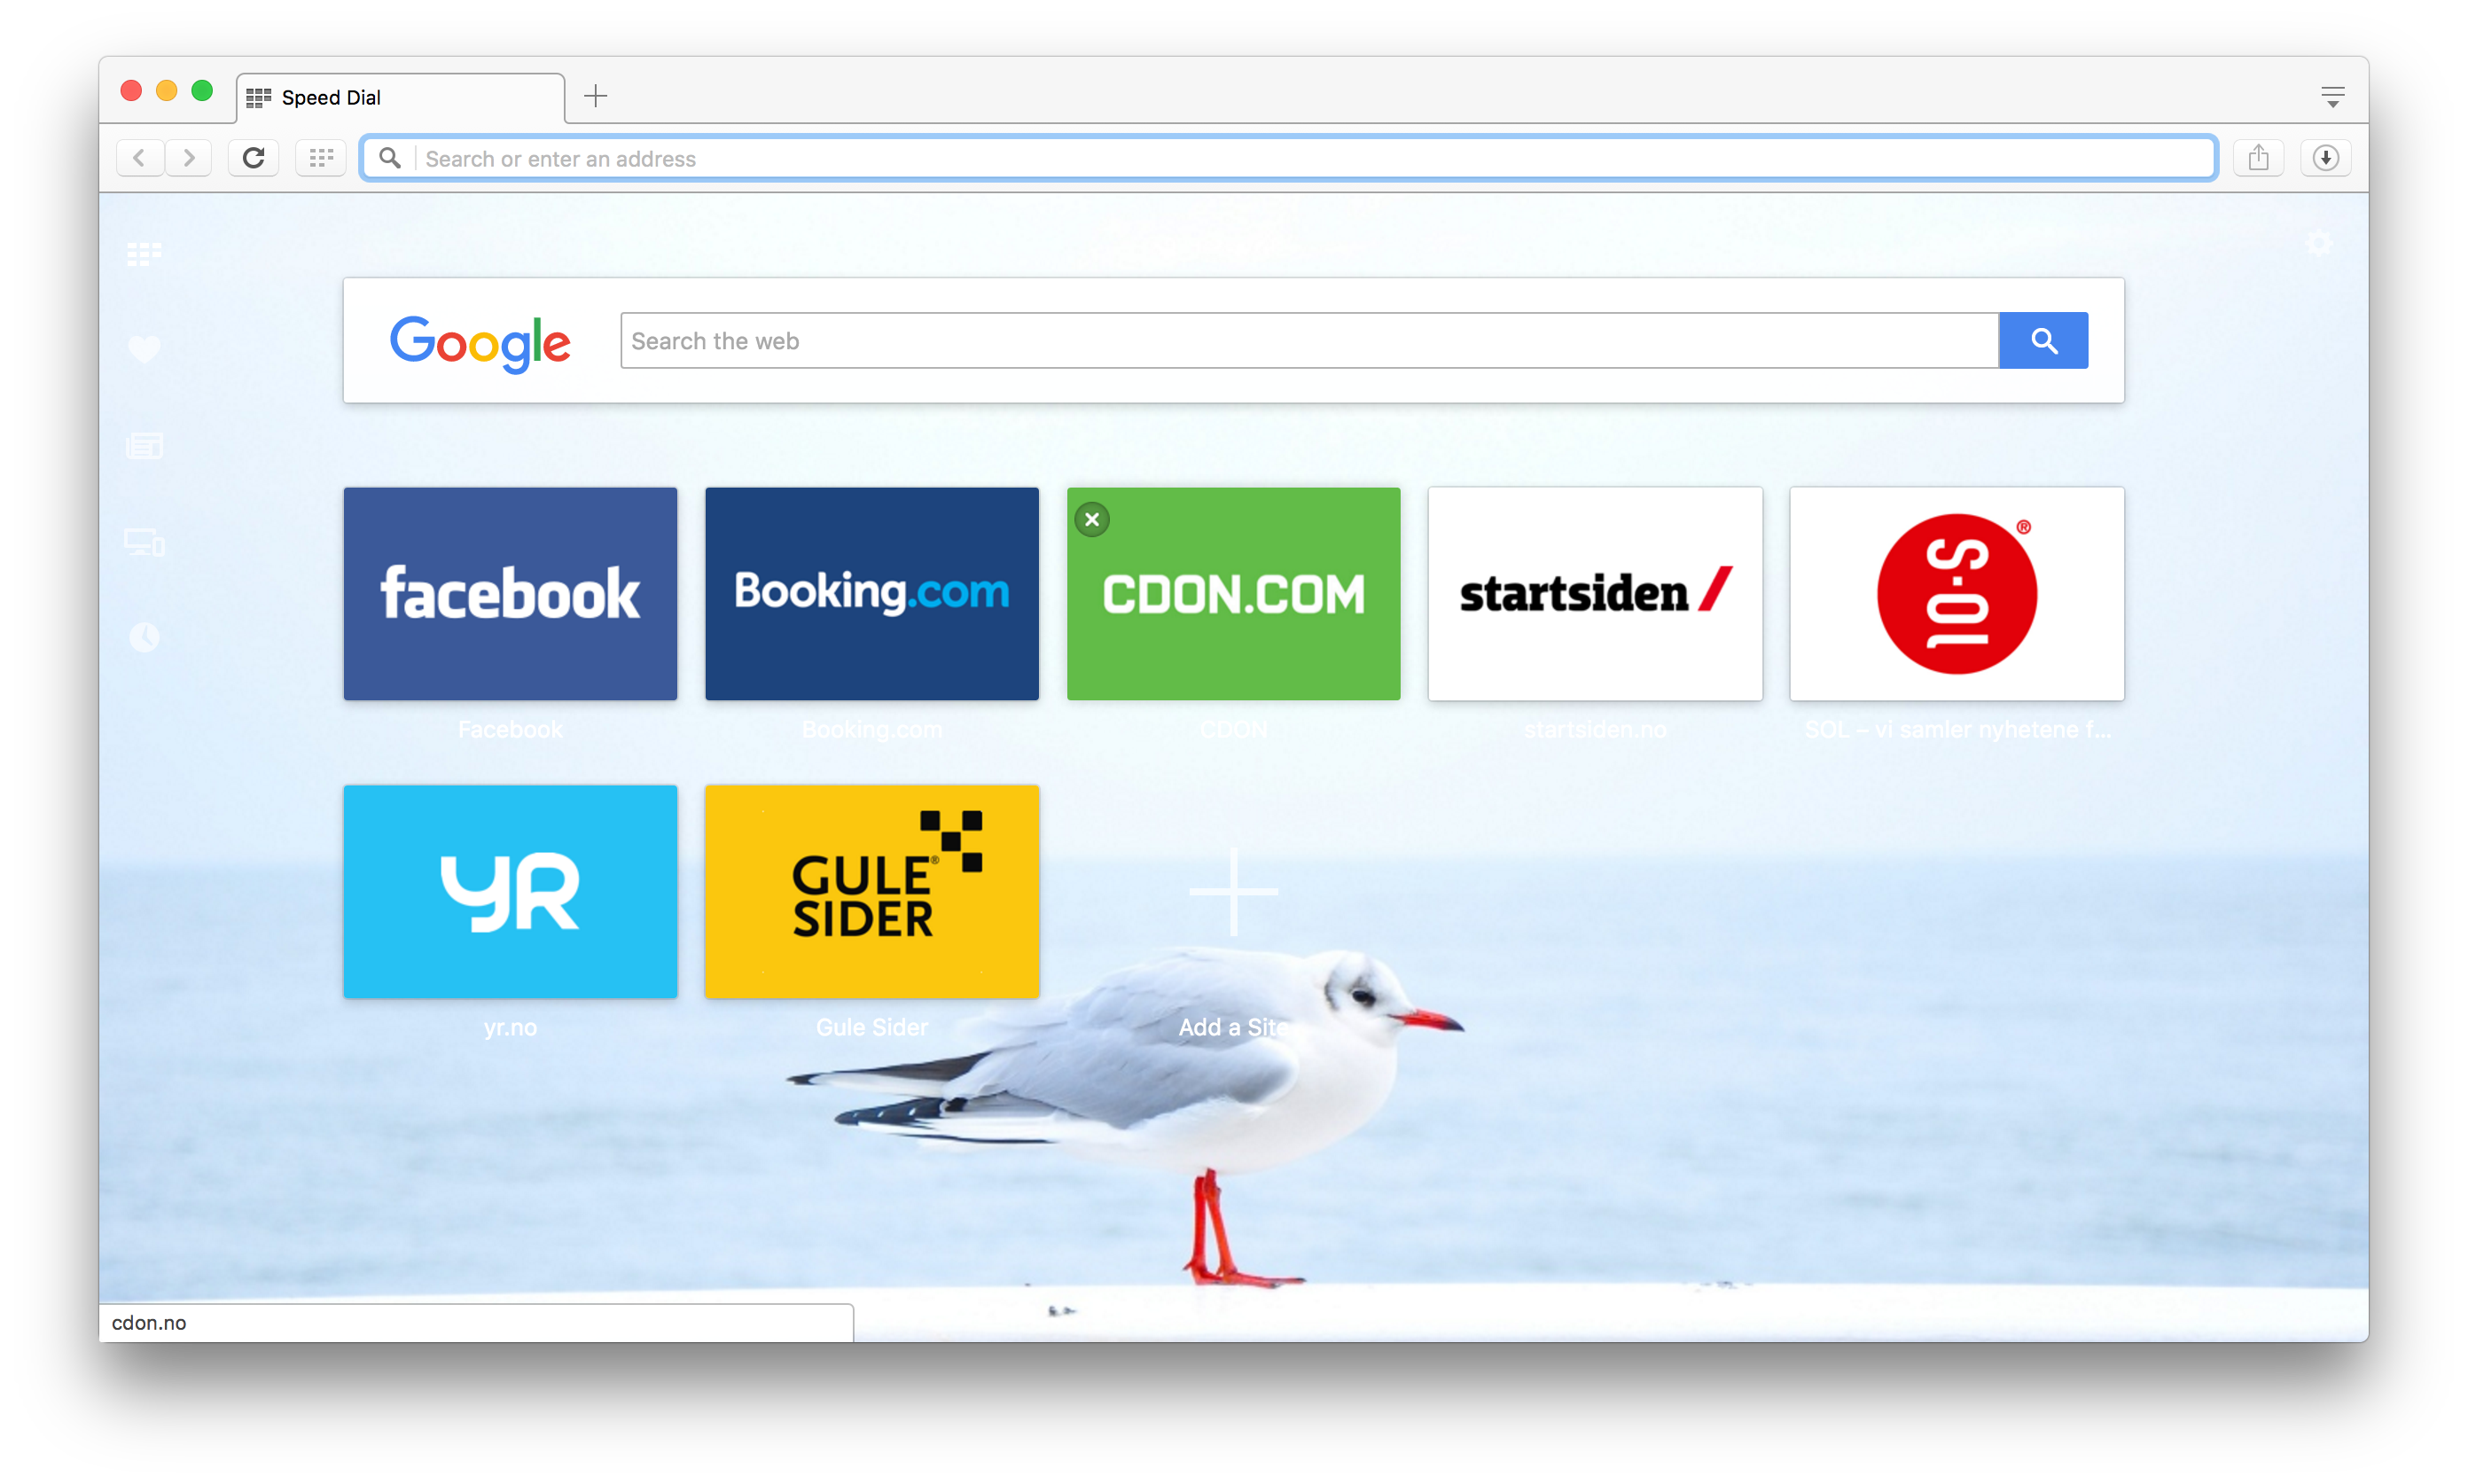 Speed Dial
Search or enter an address
Google
Search the web
facebook
Booking.com
CDON.COM
startsiden
SOL
®
Facebook
Booking.com
CDON
startsiden.no
SOL – vi samler nyhetene f...
yR
GULE®
SIDER
yr.no
Gule Sider
Add a Site
cdon.no